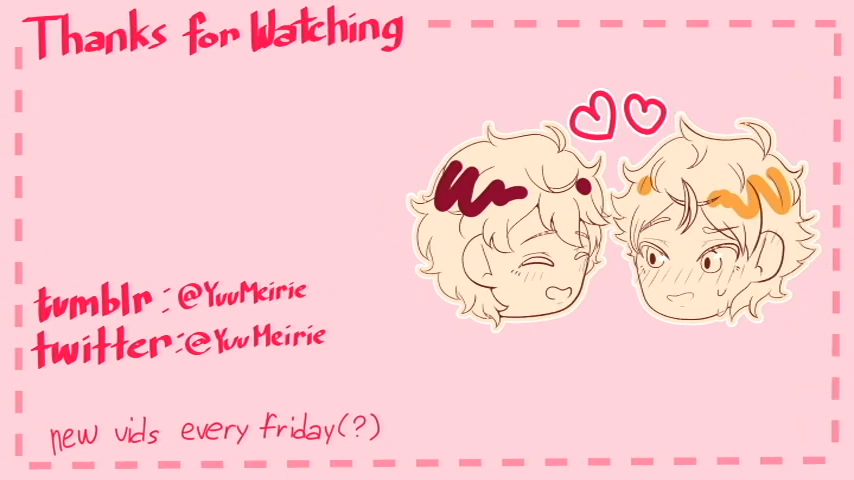 Thanks for Watching
tumblr : @YuuMeirie
twitter : @YuuMeirie
new vids every friday(?)